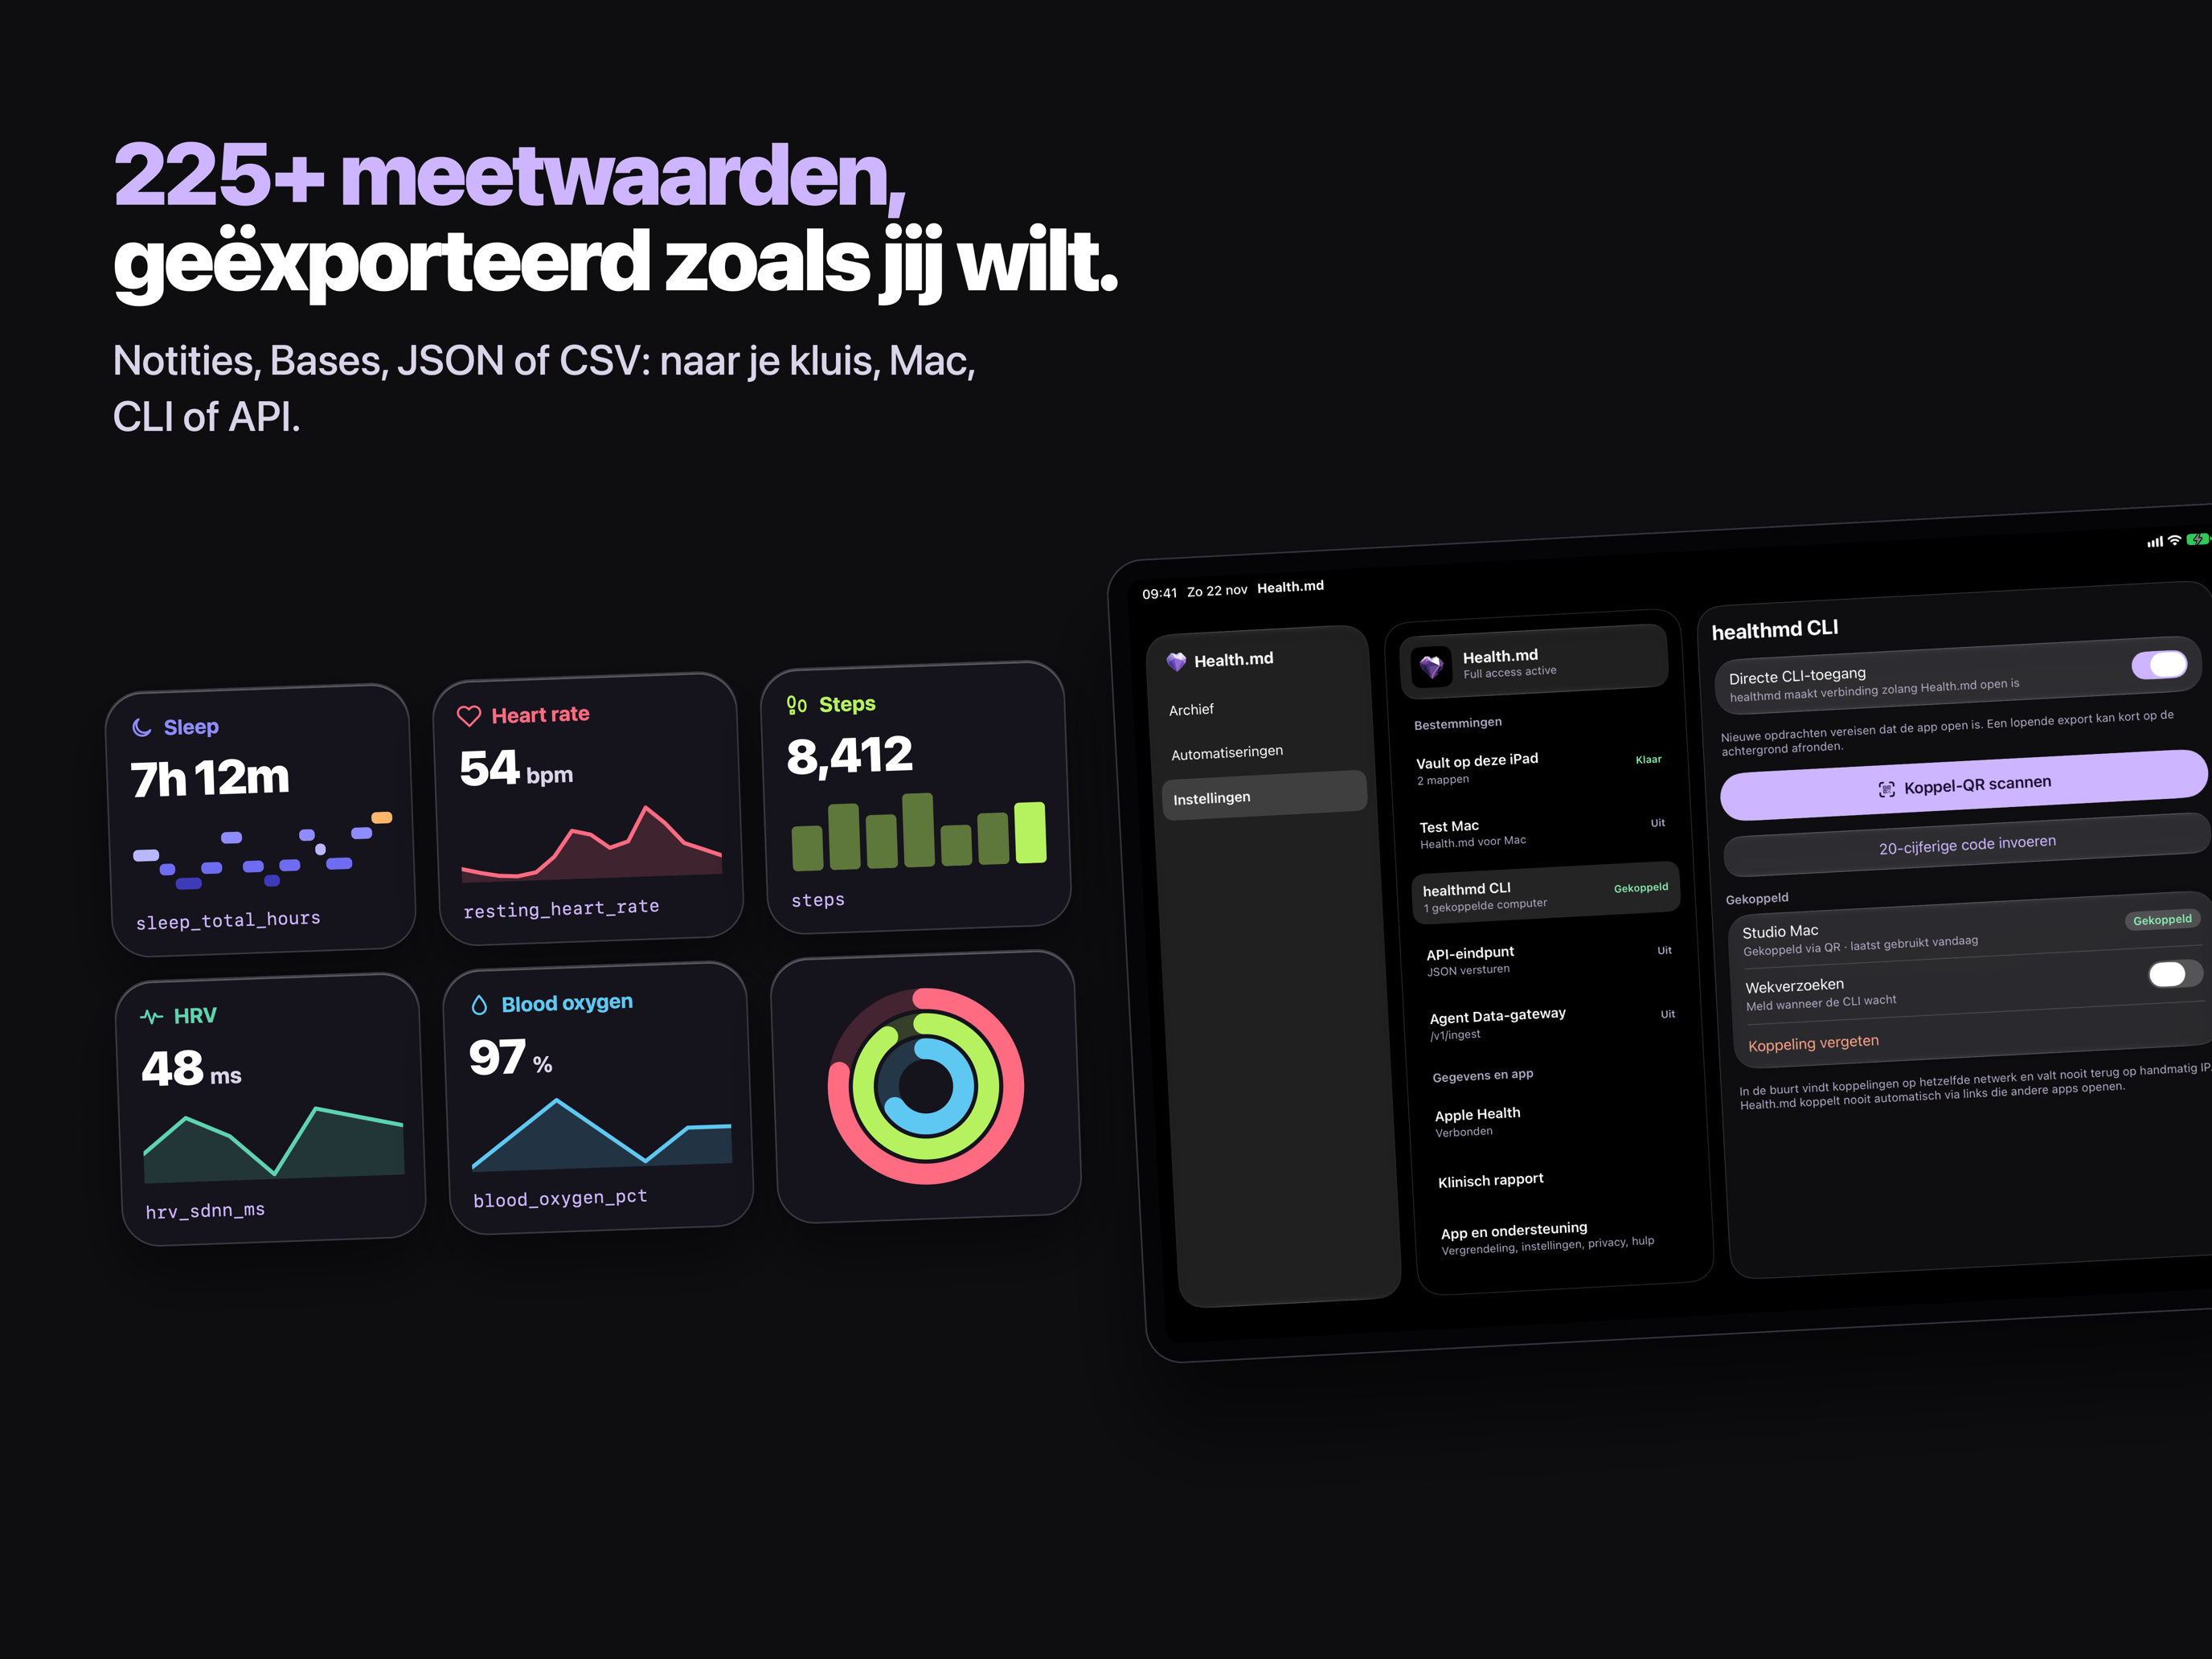 225+ meetwaarden,
geëxporteerd zoals jij wilt.
Notities, Bases, JSON of CSV: naar je kluis, Mac,
CLI of API.
Sleep
7h 12m
sleep_total_hours
Heart rate
54 bpm
resting_heart_rate
Steps
8,412
steps
HRV
48 ms
hrv_sdnn_ms
Blood oxygen
97 %
blood_oxygen_pct
09:41 Zo 22 nov Health.md
Health.md
Archief
Automatiseringen
Instellingen
Health.md
Full access active
Bestemmingen
Vault op deze iPad
2 mappen
Klaar
Test Mac
Health.md voor Mac
Uit
healthmd CLI
1 gekoppelde computer
Gekoppeld
API-eindpunt
JSON versturen
Uit
Agent Data-gateway
/v1/ingest
Uit
Gegevens en app
Apple Health
Verbonden
Klinisch rapport
App en ondersteuning
Vergrendeling, instellingen, privacy, hulp
healthmd CLI
Directe CLI-toegang
healthmd maakt verbinding zolang Health.md open is
Nieuwe opdrachten vereisen dat de app open is. Een lopende export kan kort op de
achtergrond afronden.
Koppel-QR scannen
20-cijferige code invoeren
Gekoppeld
Studio Mac
Gekoppeld via QR · laatst gebruikt vandaag
Gekoppeld
Wekverzoeken
Meld wanneer de CLI wacht
Koppeling vergeten
In de buurt vindt koppelingen op hetzelfde netwerk en valt nooit terug op handmatig IP.
Health.md koppelt nooit automatisch via links die andere apps openen.